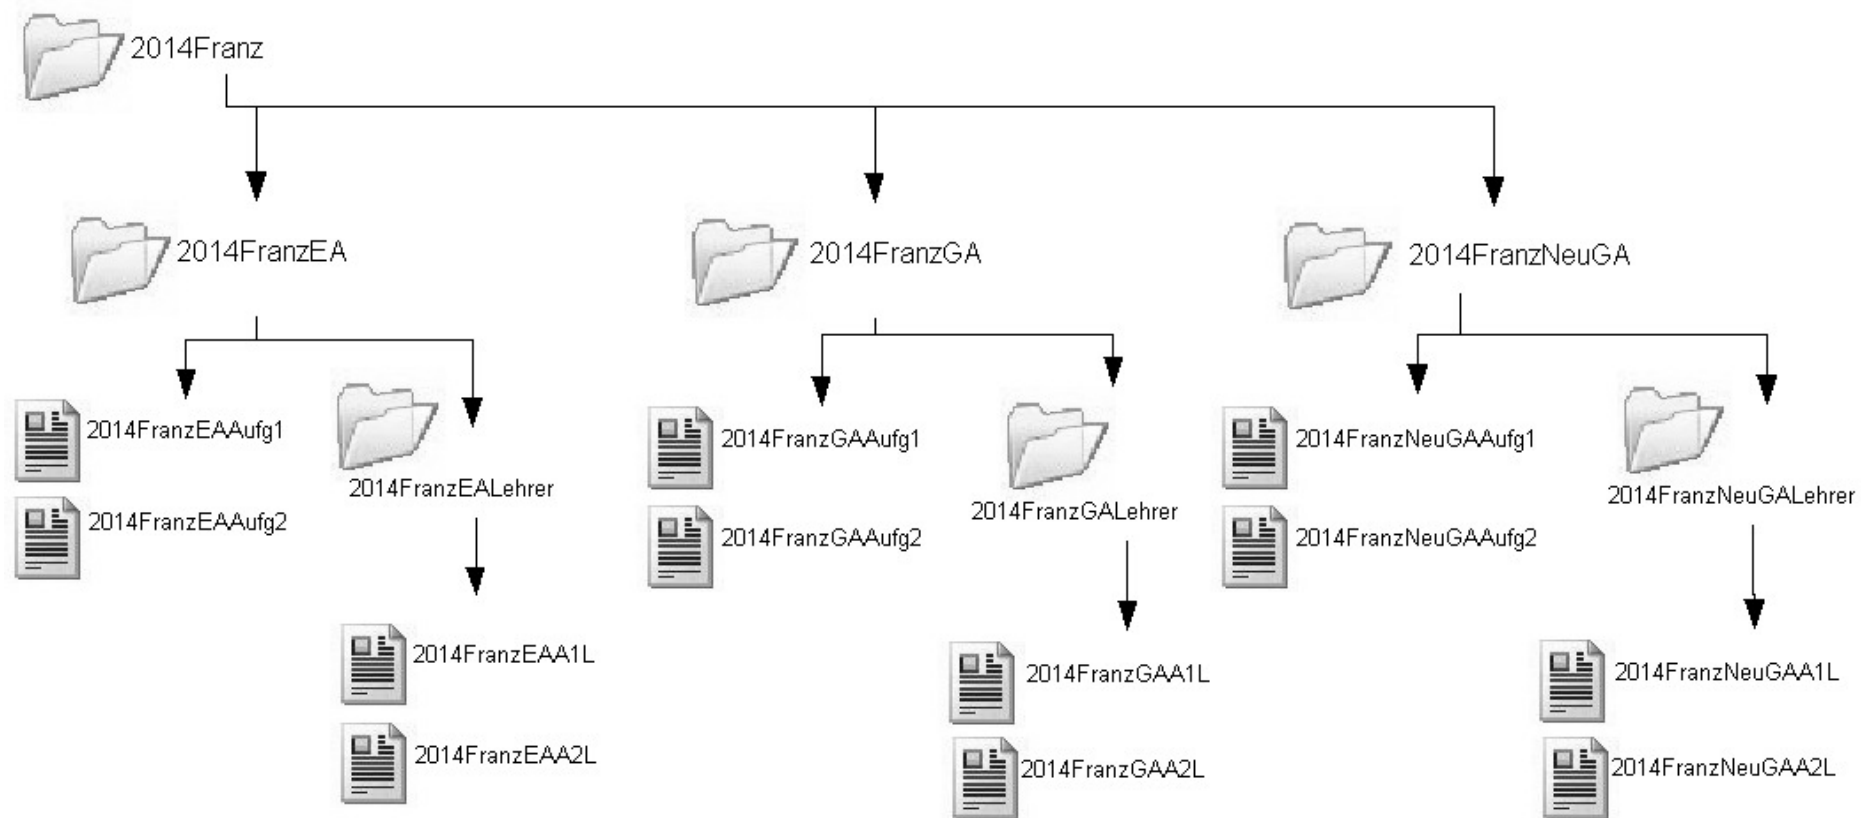 2014Franz
2014FranzEA
2014FranzGA
2014FranzNeuGA
2014FranzEAAufg1
2014FranzEAAufg2
2014FranzEALehrer
2014FranzEAA1L
2014FranzEAA2L
2014FranzGAAufg1
2014FranzGAAufg2
2014FranzGALehrer
2014FranzGAA1L
2014FranzGAA2L
2014FranzNeuGAAufg1
2014FranzNeuGAAufg2
2014FranzNeuGALehrer
2014FranzNeuGAA1L
2014FranzNeuGAA2L